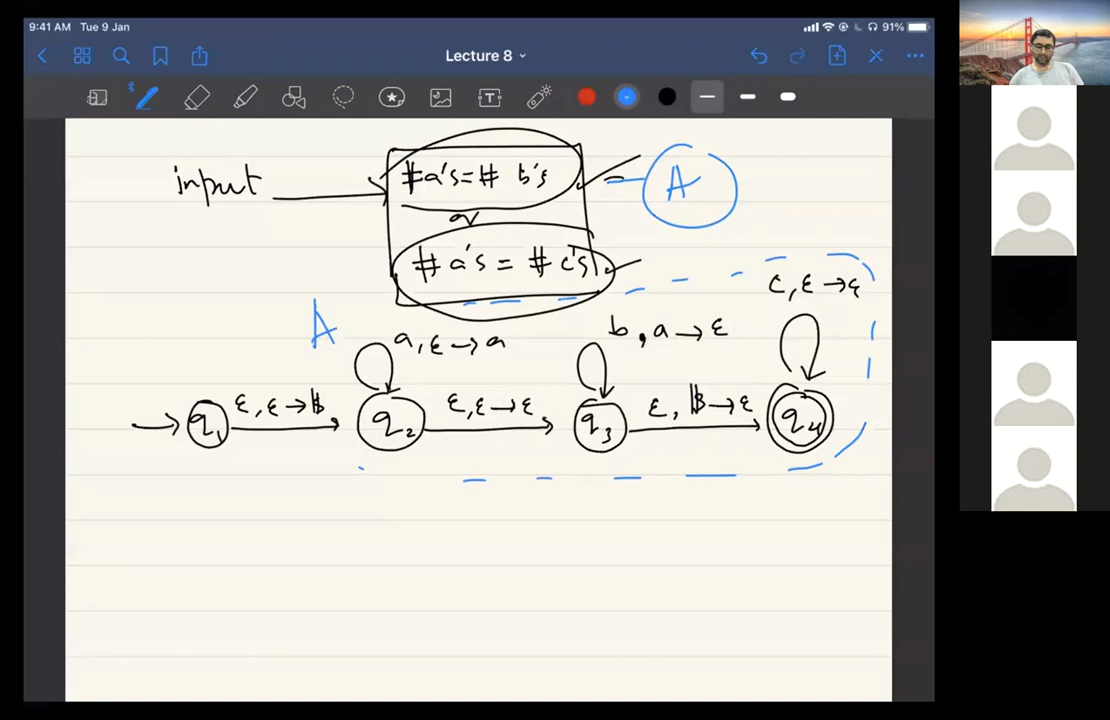 9:41 AM Tue 9 Jan
91%
Lecture 8
input
#a's = # b's
or
# a's = # c's
A
A
c, ε → ε
a, ε → a
b, a → ε
q₁
ε, ε → $
q₂
ε, ε → ε
q₃
ε, $ → ε
q₄